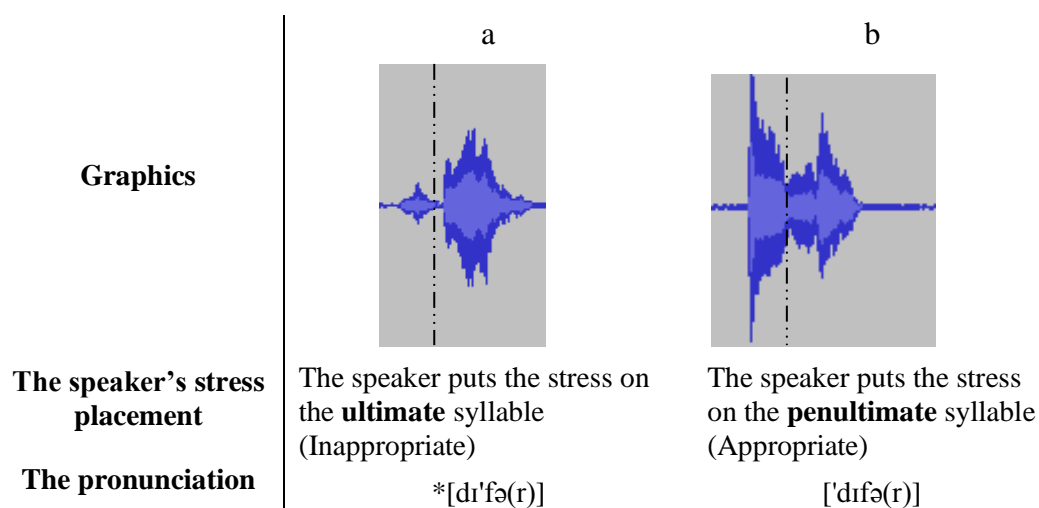 a b
Graphics
The speaker's stress placement
The speaker puts the stress on the ultimate syllable (Inappropriate)
The speaker puts the stress on the penultimate syllable (Appropriate)
The pronunciation
*[dɪ'fə(r)] ['dɪfə(r)]